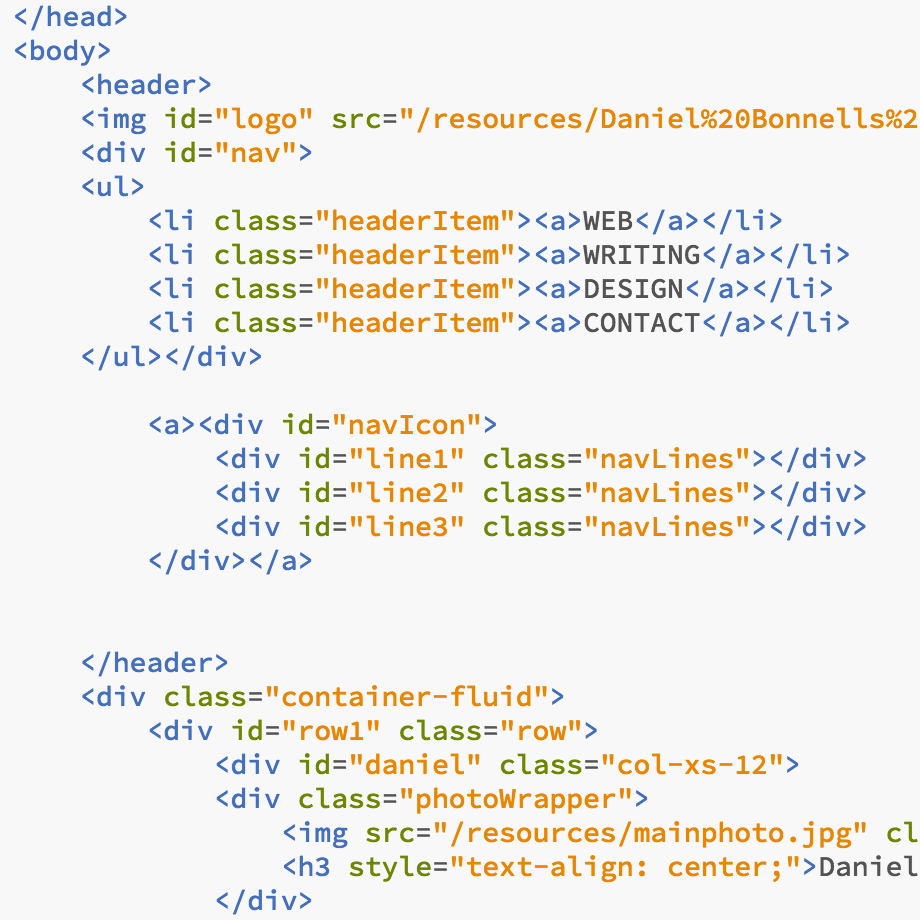 </head>
<body>
    <header>
    <img id="logo" src="/resources/Daniel%20Bonnells%2
    <div id="nav">
    <ul>
        <li class="headerItem"><a>WEB</a></li>
        <li class="headerItem"><a>WRITING</a></li>
        <li class="headerItem"><a>DESIGN</a></li>
        <li class="headerItem"><a>CONTACT</a></li>
    </ul></div>

        <a><div id="navIcon">
            <div id="line1" class="navLines"></div>
            <div id="line2" class="navLines"></div>
            <div id="line3" class="navLines"></div>
        </div></a>


    </header>
    <div class="container-fluid">
        <div id="row1" class="row">
            <div id="daniel" class="col-xs-12">
            <div class="photoWrapper">
                <img src="/resources/mainphoto.jpg" cl
                <h3 style="text-align: center;">Daniel
            </div>